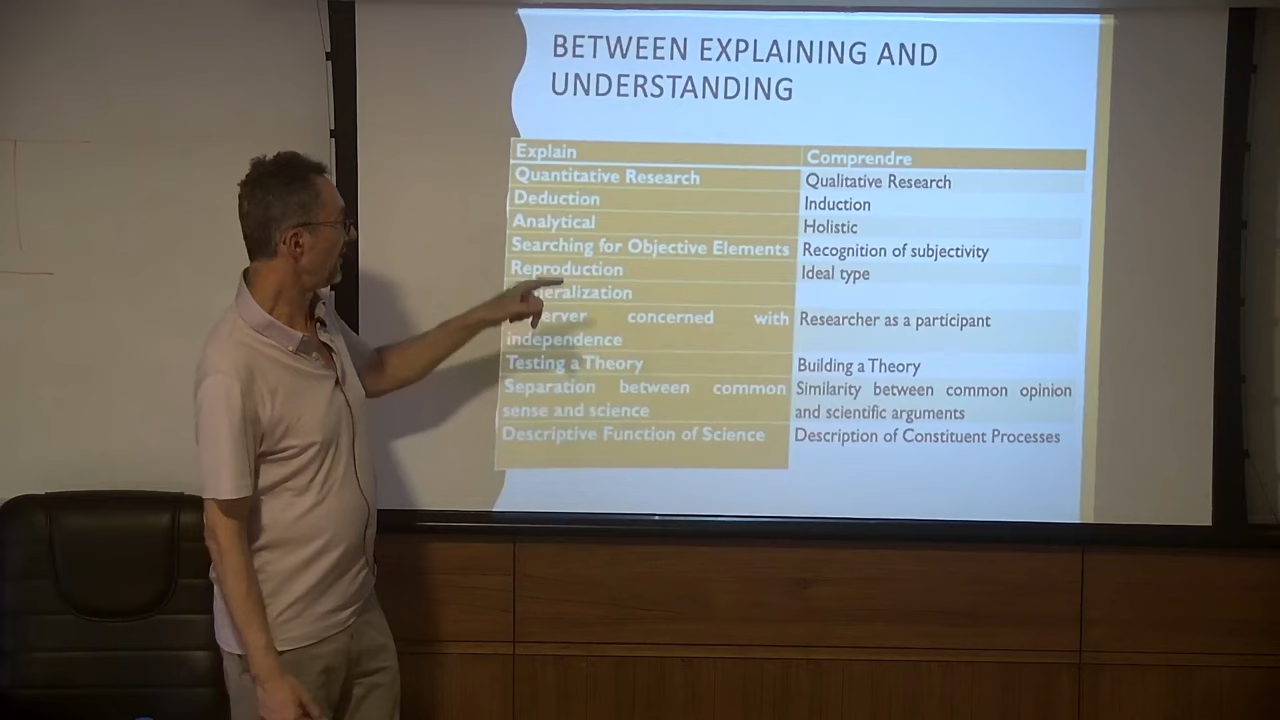 BETWEEN EXPLAINING AND
UNDERSTANDING
Explain
Comprendre
Quantitative Research
Qualitative Research
Deduction
Induction
Analytical
Holistic
Searching for Objective Elements
Recognition of subjectivity
Reproduction
Ideal type
concerned with
independence
Researcher as a participant
Testing a Theory
Building a Theory
Separation between common
sense and science
Similarity between common opinion
and scientific arguments
Descriptive Function of Science
Description of Constituent Processes